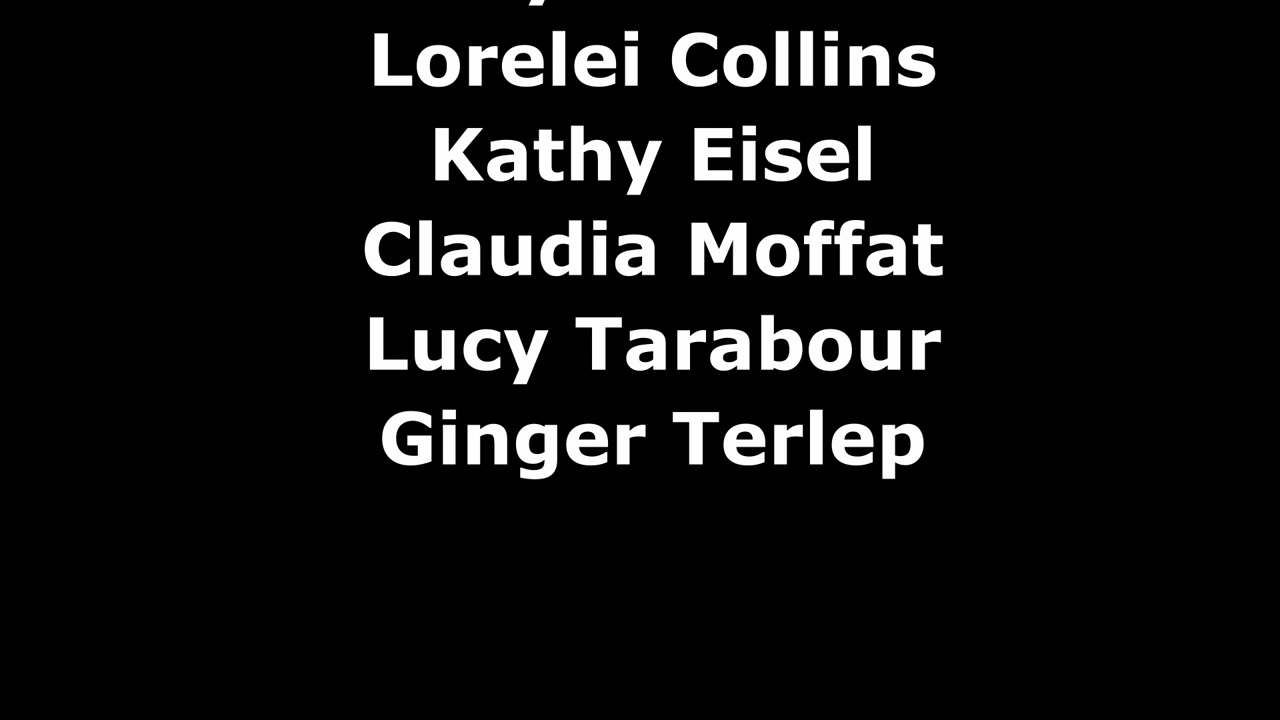 Lorelei Collins
Kathy Eisel
Claudia Moffat
Lucy Tarabour
Ginger Terlep